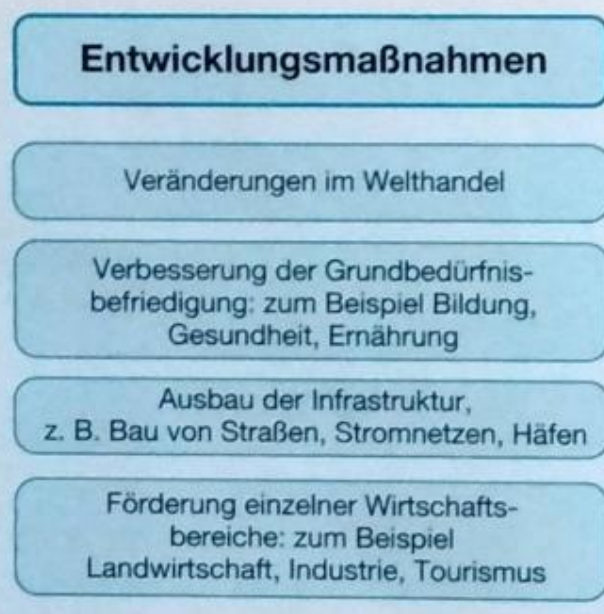 Entwicklungsmaßnahmen
Veränderungen im Welthandel
Verbesserung der Grundbedürfnis-
befriedigung: zum Beispiel Bildung,
Gesundheit, Ernährung
Ausbau der Infrastruktur,
z. B. Bau von Straßen, Stromnetzen, Häfen
Förderung einzelner Wirtschafts-
bereiche: zum Beispiel
Landwirtschaft, Industrie, Tourismus